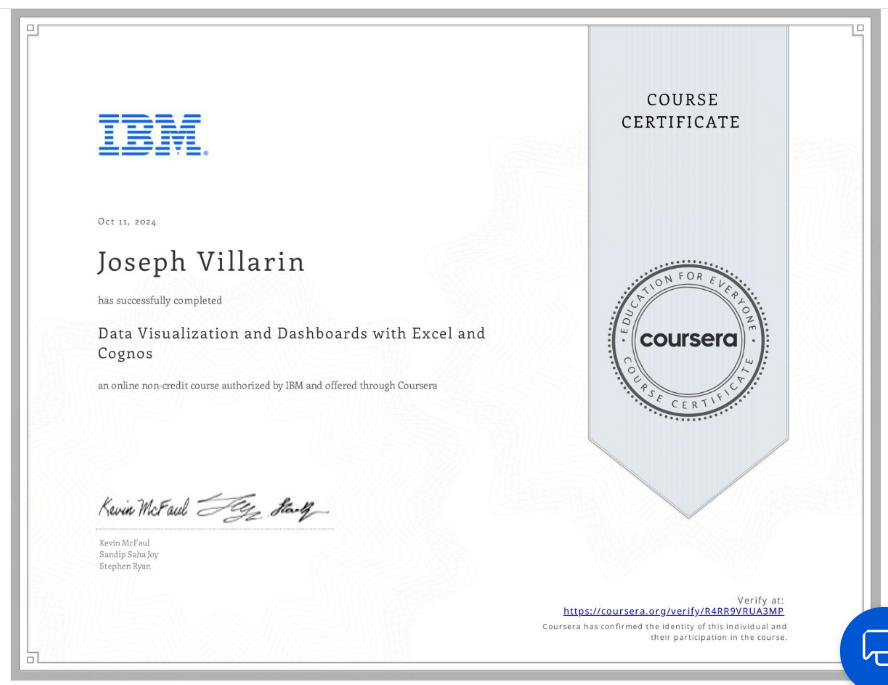 COURSE
CERTIFICATE
IBM
Oct 11, 2024
Joseph Villarin
has successfully completed
Data Visualization and Dashboards with Excel and
Cognos
an online non-credit course authorized by IBM and offered through Coursera
EDUCATION FOR EVERYONE
coursera
COURSE CERTIFICATE
Kevin McFaul
Kevin McFaul
Sandip Saha Joy
Stephen Ryan
Verify at:
https://coursera.org/verify/R4RR9VRUA3MP
Coursera has confirmed the identity of this individual and
their participation in the course.